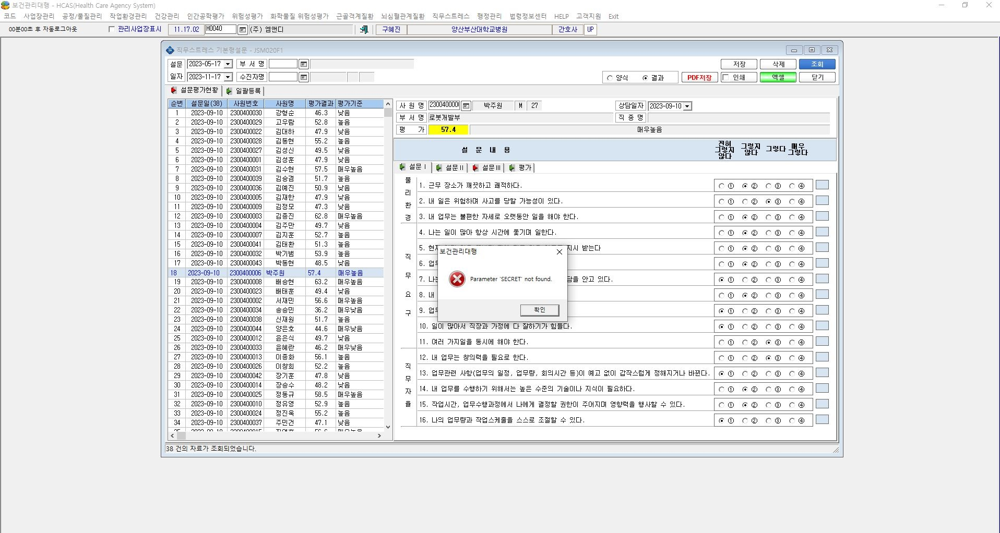 보건관리대행 - HCAS(Health Care Agency System)
코드 사업장관리 공정/물질관리 작업환경관리 건강관리 인간공학평가 위험성평가 화학물질 위험성평가 근골격계질환 뇌심혈관계질환 직무스트레스 행정관리 법령정보센터 HELP 고객지원 Exit
00분00초 후 자동로그아웃 관리사업장표시 11.17.02 H0040 (주) 엠앤디 구혜진 양산부산대학교병원 간호사 UP
직무스트레스 기본형설문 - JSM020F1
설문 2023-05-17 부 서 명 저장 삭제 조회
일자 2023-11-17 수진자명 양식 결과 PDF저장 인쇄 엑셀 닫기
설문평가현황 일괄등록
순번 설문일(38) 사원번호 사원명 평가결과 평가기준
1 2023-09-10 2300400030 강형순 46.3 낮음
2 2023-09-10 2300400029 고우람 52.8 높음
3 2023-09-10 2300400022 김대하 47.9 낮음
4 2023-09-10 2300400028 김동현 55.2 높음
5 2023-09-10 2300400027 김성신 49.5 낮음
6 2023-09-10 2300400001 김성훈 47.9 낮음
7 2023-09-10 2300400031 김수현 57.5 매우높음
8 2023-09-10 2300400039 김승겸 51.7 높음
9 2023-09-10 2300400036 김예진 50.9 낮음
10 2023-09-10 2300400005 김재한 47.9 낮음
11 2023-09-10 2300400009 김정모 47.3 낮음
12 2023-09-10 2300400003 김종진 62.8 매우높음
13 2023-09-10 2300400004 김주만 49.7 낮음
14 2023-09-10 2300400007 김지훈 52.7 높음
15 2023-09-10 2300400041 김태환 51.3 높음
16 2023-09-10 2300400032 박기범 53.9 높음
17 2023-09-10 2300400043 박동현 48.5 낮음
18 2023-09-10 2300400006 박주원 57.4 매우높음
19 2023-09-10 2300400008 배승현 63.2 매우높음
20 2023-09-10 2300400023 배태훈 49.4 낮음
21 2023-09-10 2300400002 서재민 56.6 매우높음
22 2023-09-10 2300400034 송승민 36.2 매우낮음
23 2023-09-10 2300400038 신재원 51.7 높음
24 2023-09-10 2300400044 양은호 44.6 매우낮음
25 2023-09-10 2300400012 윤은식 49.7 낮음
26 2023-09-10 2300400033 윤혜란 46.2 매우낮음
27 2023-09-10 2300400013 이종화 56.1 높음
28 2023-09-10 2300400026 이창희 52.2 높음
29 2023-09-10 2300400042 장기훈 47.8 낮음
30 2023-09-10 2300400014 장승수 48.2 낮음
31 2023-09-10 2300400025 정동규 58.5 매우높음
32 2023-09-10 2300400010 정유영 52.9 높음
33 2023-09-10 2300400024 정진욱 55.2 높음
34 2023-09-10 2300400037 주민건 47.1 낮음
38 건의 자료가 조회되었습니다.
사 원 명 230040000 박주원 M 27 상담일자 2023-09-10
부 서 명 로봇개발부 직 종 명
평 가 57.4 매우높음
설 문 내 용 전혀 그렇지 않다 그렇지 않다 그렇다 매우 그렇다
설문Ⅰ 설문Ⅱ 설문Ⅲ 평가
물리환경
1. 근무 장소가 깨끗하고 쾌적하다. ① ② ③ ④
2. 내 일은 위험하며 사고를 당할 가능성이 있다. ① ② ③ ④
3. 내 업무는 불편한 자세로 오랫동안 일을 해야 한다. ① ② ③ ④
직무요구
4. 나는 일이 많아 항상 시간에 쫓기며 일한다. ① ② ③ ④
5. 현재 지시 받는다 ① ② ③ ④
6. 업무 ① ② ③ ④
7. 나는 담을 안고 있다. ① ② ③ ④
8. 내 ① ② ③ ④
9. 업무 ① ② ③ ④
10. 일이 많아서 직장과 가정에 다 잘하기가 힘들다. ① ② ③ ④
11. 여러 가지일을 동시에 해야 한다. ① ② ③ ④
직무자율
12. 내 업무는 창의력을 필요로 한다. ① ② ③ ④
13. 업무관련 사항(업무의 일정, 업무량, 회의시간 등)이 예고 없이 갑작스럽게 정해지거나 바뀐다. ① ② ③ ④
14. 내 업무를 수행하기 위해서는 높은 수준의 기술이나 지식이 필요하다. ① ② ③ ④
15. 작업시간, 업무수행과정에서 나에게 결정할 권한이 주어지며 영향력을 행사할 수 있다. ① ② ③ ④
16. 나의 업무량과 작업스케줄을 스스로 조절할 수 있다. ① ② ③ ④
보건관리대행
Parameter 'SECRET' not found.
확인